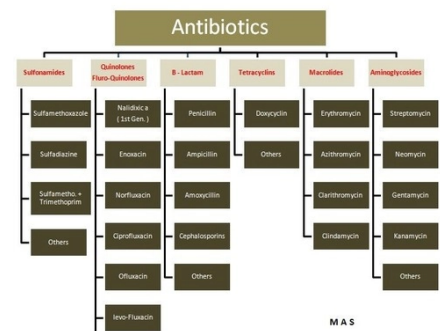 Antibiotics
Sulfonamides
Quinolones
Fluro-Quinolones
B - Lactam
Tetracyclins
Macrolides
Aminoglycosides
Sulfamethoxazole
Sulfadiazine
Sulfametho. +
Trimethoprim
Others
Nalidixic a
( 1st Gen. )
Enoxacin
Norfluxacin
Ciprofluxacin
Ofluxacin
levo-Fluxacin
Penicillin
Ampicillin
Amoxycillin
Cephalosporins
Others
Doxycyclin
Others
Erythromycin
Azithromycin
Clarithromycin
Clindamycin
Streptomycin
Neomycin
Gentamycin
Kanamycin
Others
M A S